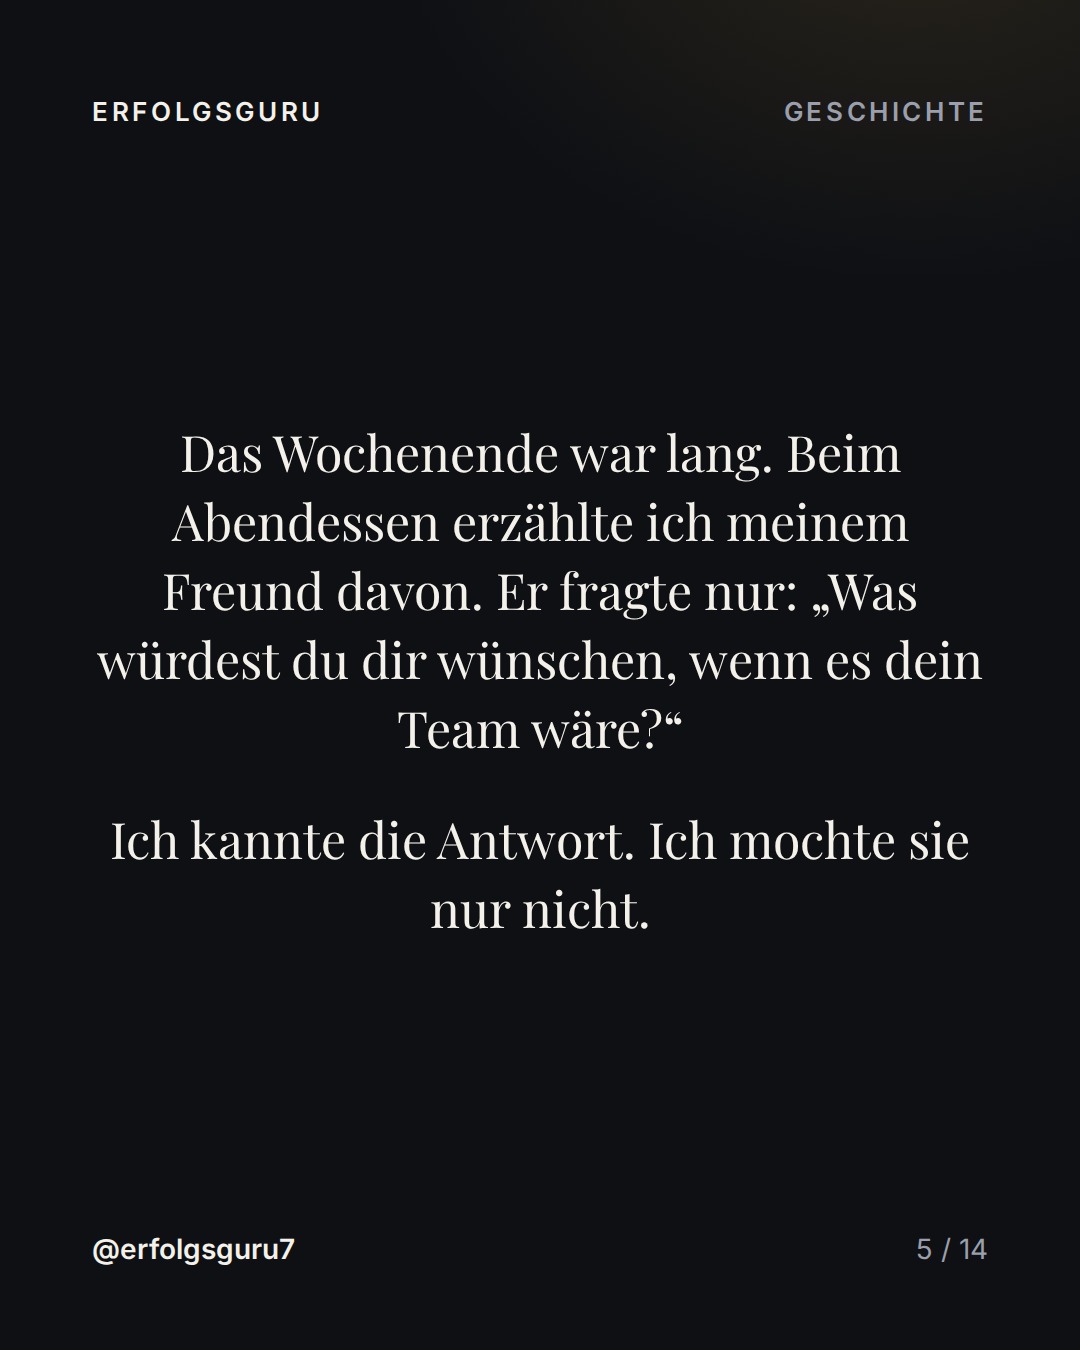 ERFOLGSGURU
GESCHICHTE
Das Wochenende war lang. Beim
Abendessen erzählte ich meinem
Freund davon. Er fragte nur: „Was
würdest du dir wünschen, wenn es dein
Team wäre?“
Ich kannte die Antwort. Ich mochte sie
nur nicht.
@erfolgsguru7
5 / 14